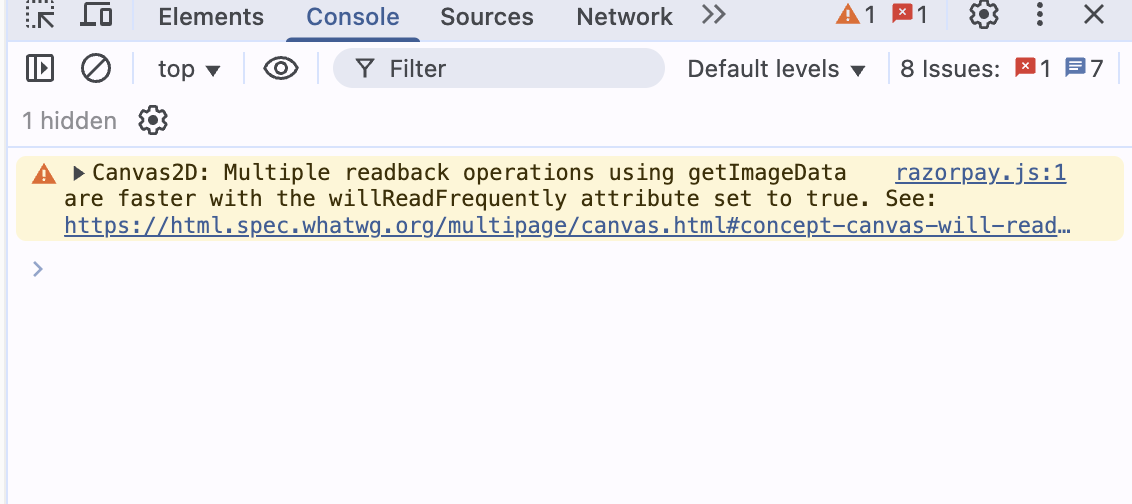 Elements Console Sources Network 1 1
top Filter Default levels 8 Issues: 1 7
1 hidden
Canvas2D: Multiple readback operations using getImageData razorpay.js:1
are faster with the willReadFrequently attribute set to true. See:
https://html.spec.whatwg.org/multipage/canvas.html#concept-canvas-will-read…